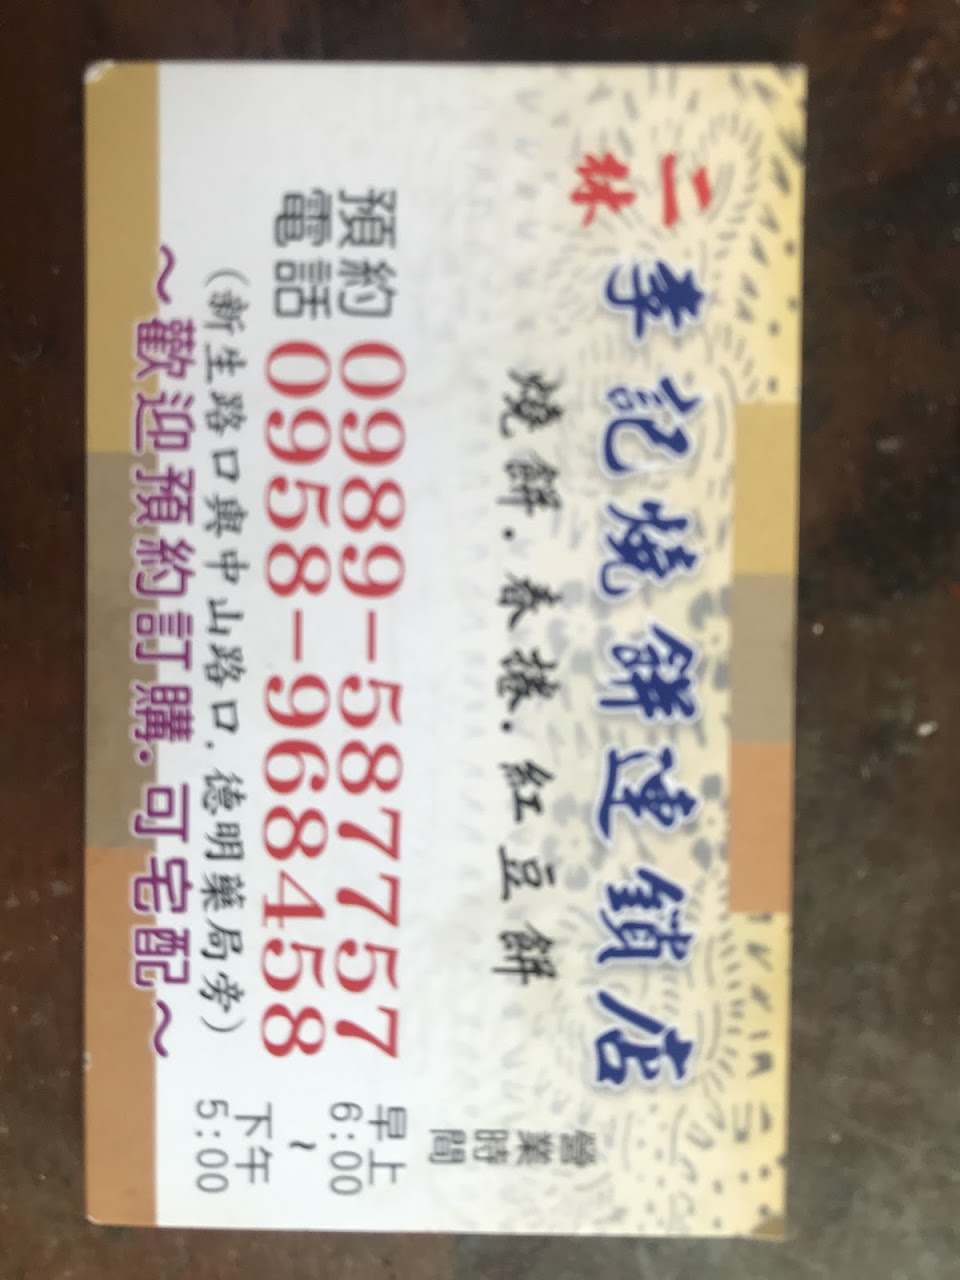 二林
李記燒餅連鎖店
燒餅.春捲.紅豆餅
營業時間
預約電話
0989-587757
0958-968458
早上
6:00
~
下午
5:00
(新生路口與中山路口.德明藥局旁)
~歡迎預約訂購.可宅配~